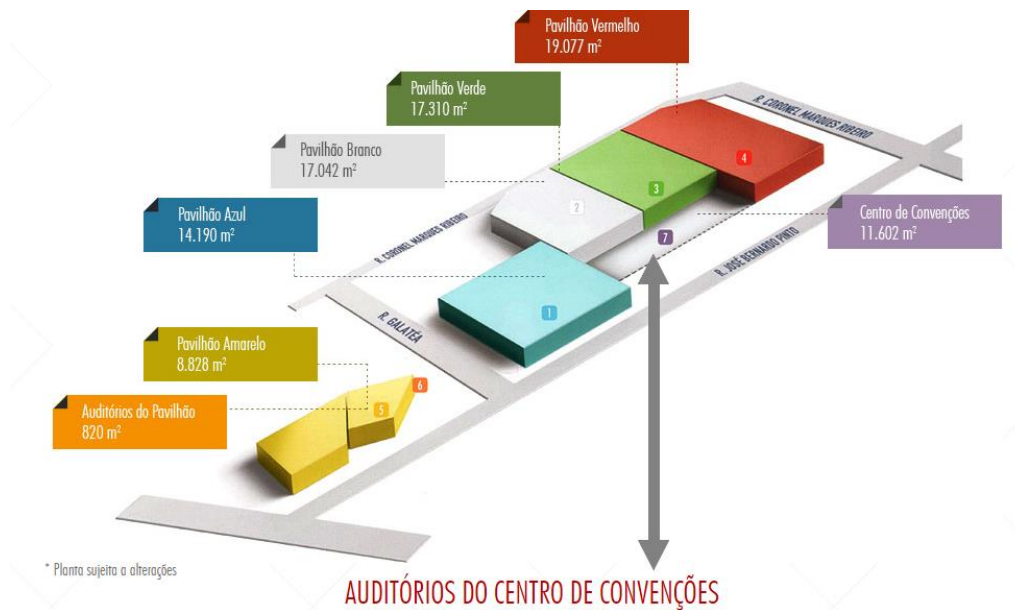 Pavilhão Vermelho
19.077 m²
Pavilhão Verde
17.310 m²
Pavilhão Branco
17.042 m²
Pavilhão Azul
14.190 m²
R. CORONEL MARQUES RIBEIRO
4
3
2
7
Centro de Convenções
11.602 m²
R. CORONEL MARQUES RIBEIRO
R. JOSÉ BERNARDO PINTO
1
R. GALATÉA
Pavilhão Amarelo
8.828 m²
6
5
Auditórios do Pavilhão
820 m²
* Planta sujeita a alterações
AUDITÓRIOS DO CENTRO DE CONVENÇÕES